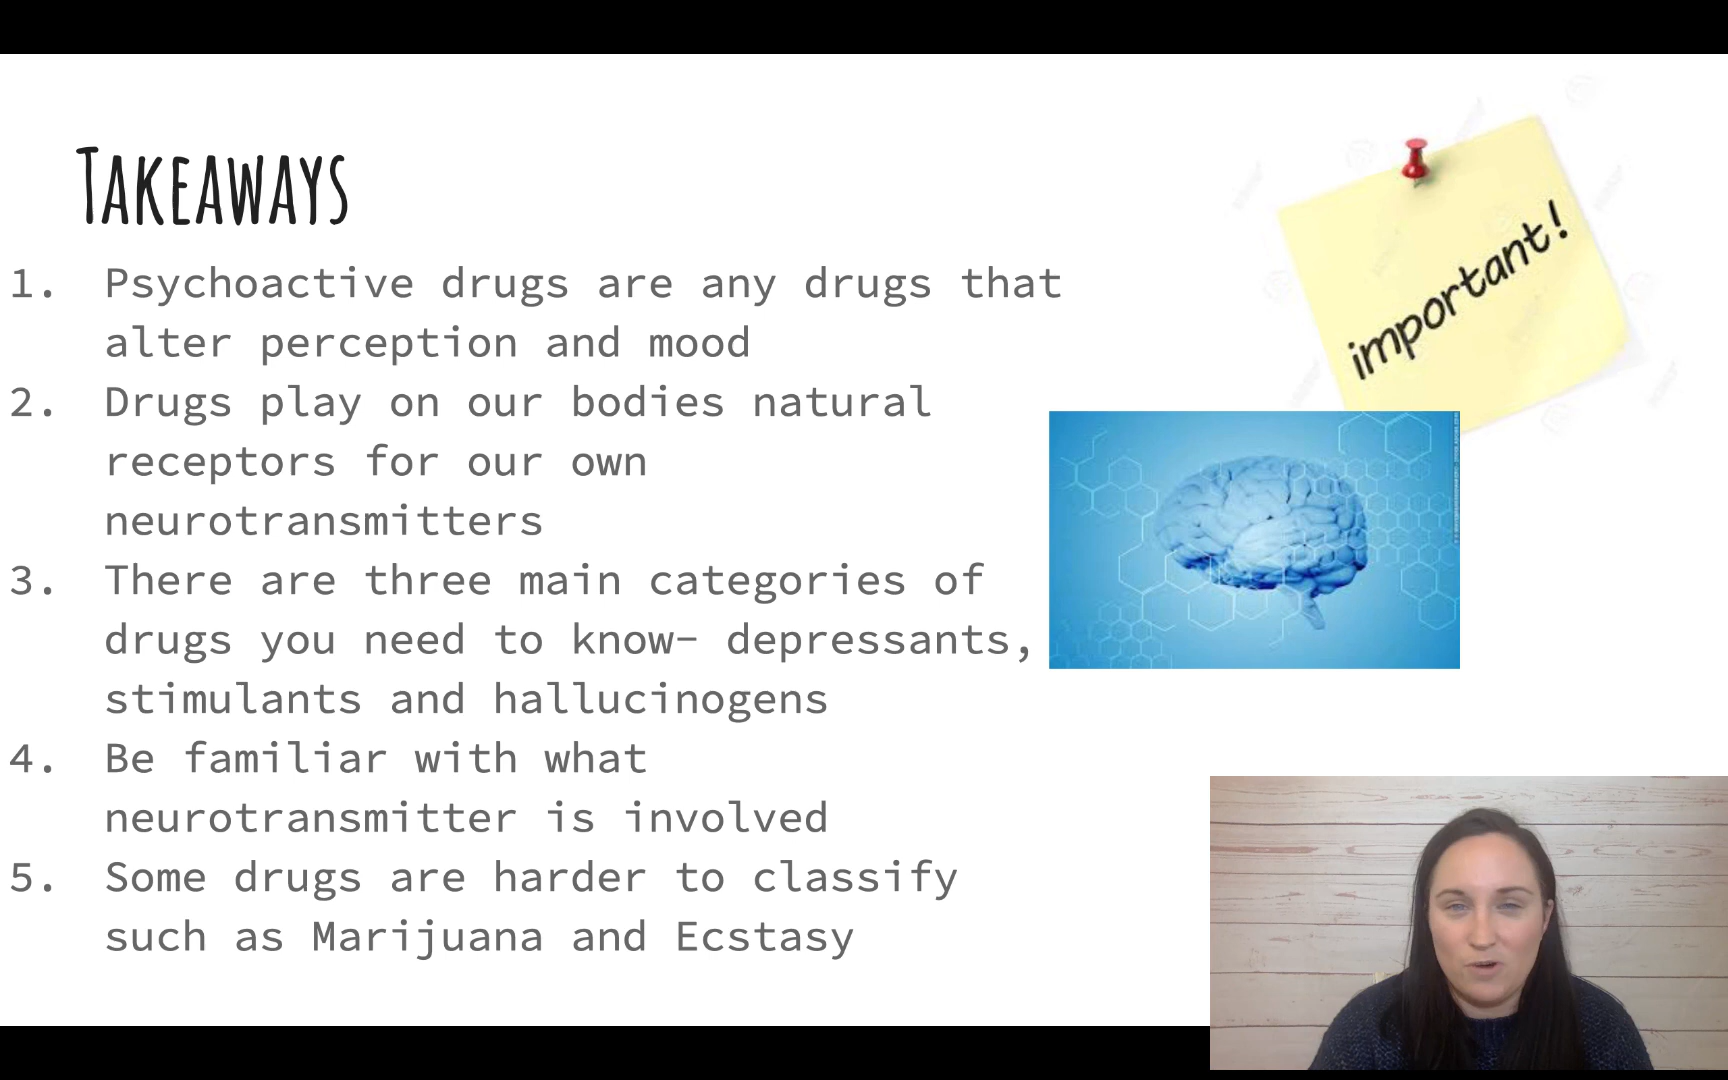 Takeaways
important!
1. Psychoactive drugs are any drugs that
alter perception and mood
2. Drugs play on our bodies natural
receptors for our own
neurotransmitters
3. There are three main categories of
drugs you need to know- depressants,
stimulants and hallucinogens
4. Be familiar with what
neurotransmitter is involved
5. Some drugs are harder to classify
such as Marijuana and Ecstasy